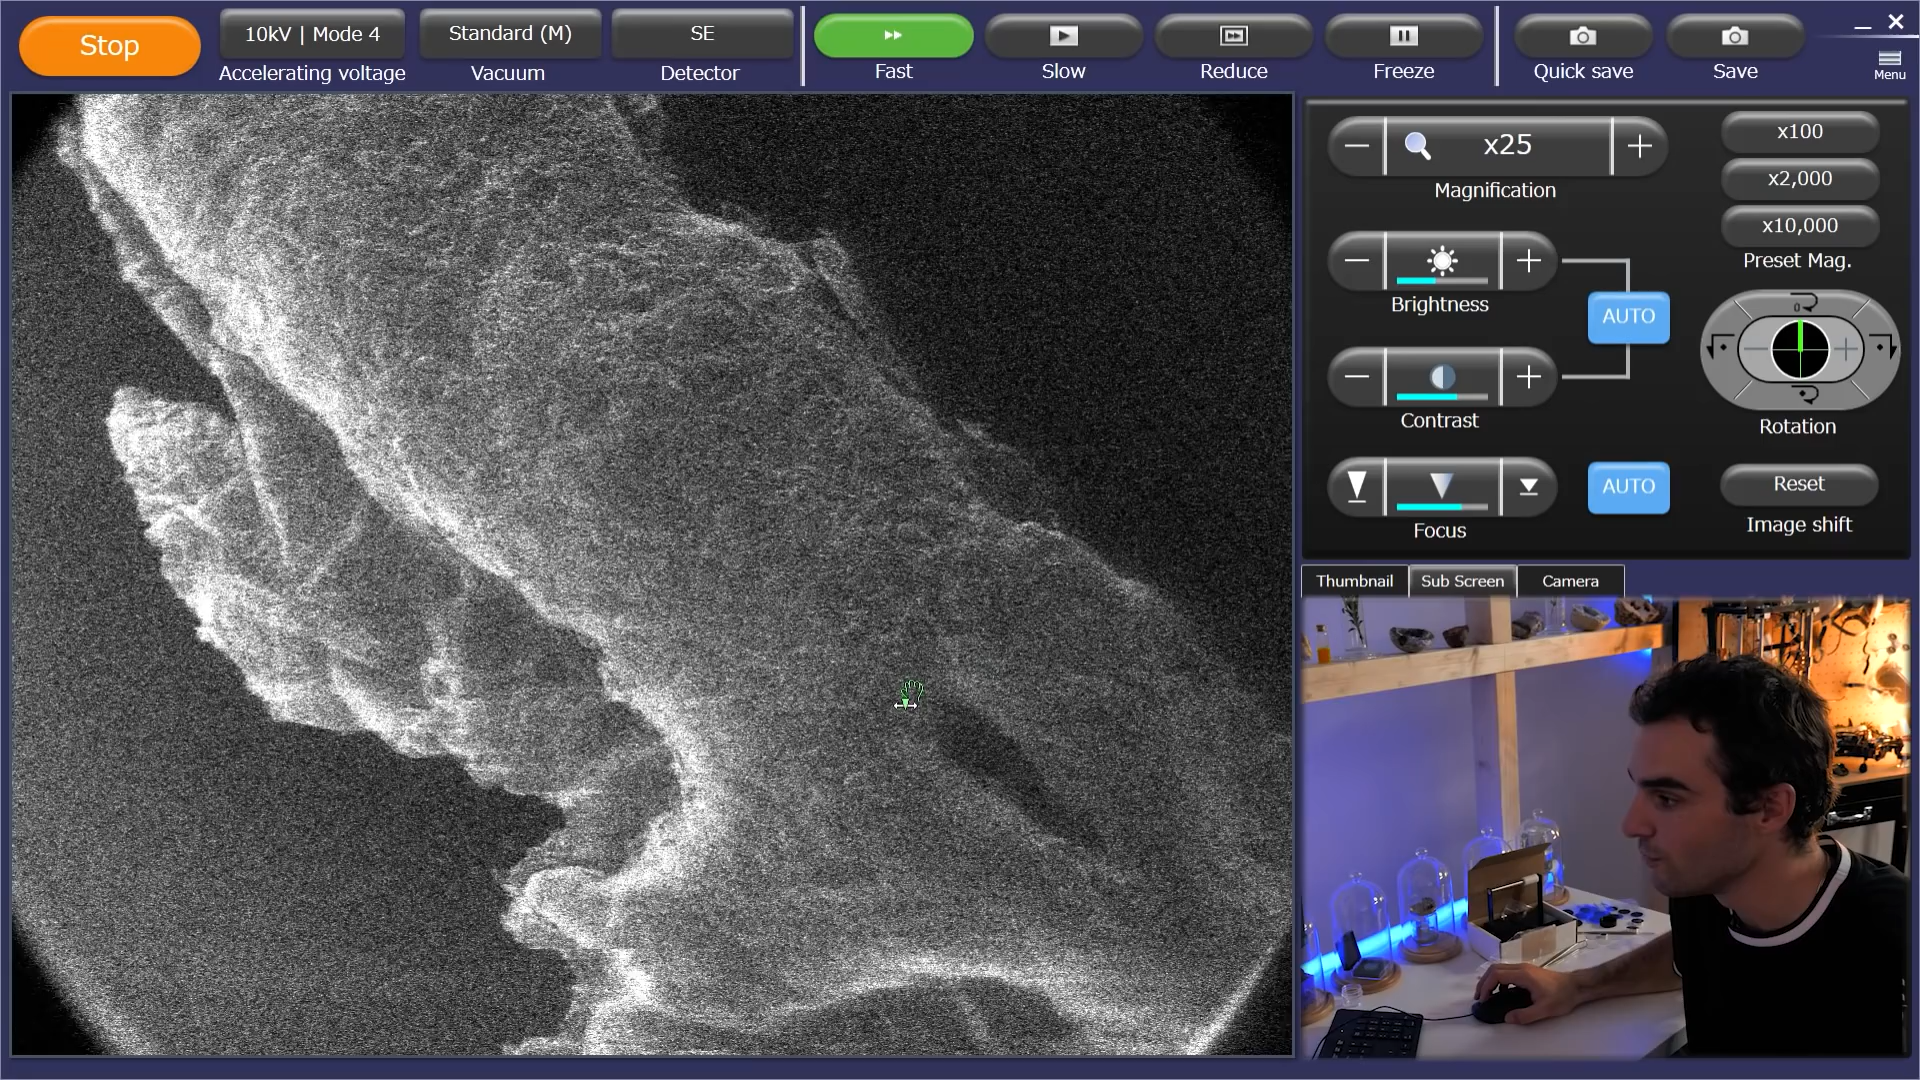 Stop
10kV | Mode 4
Accelerating voltage
Standard (M)
Vacuum
SE
Detector
Fast
Slow
Reduce
Freeze
Quick save
Save
Menu
x25
Magnification
x100
x2,000
x10,000
Preset Mag.
Brightness
AUTO
Contrast
0
Rotation
AUTO
Focus
Reset
Image shift
Thumbnail
Sub Screen
Camera